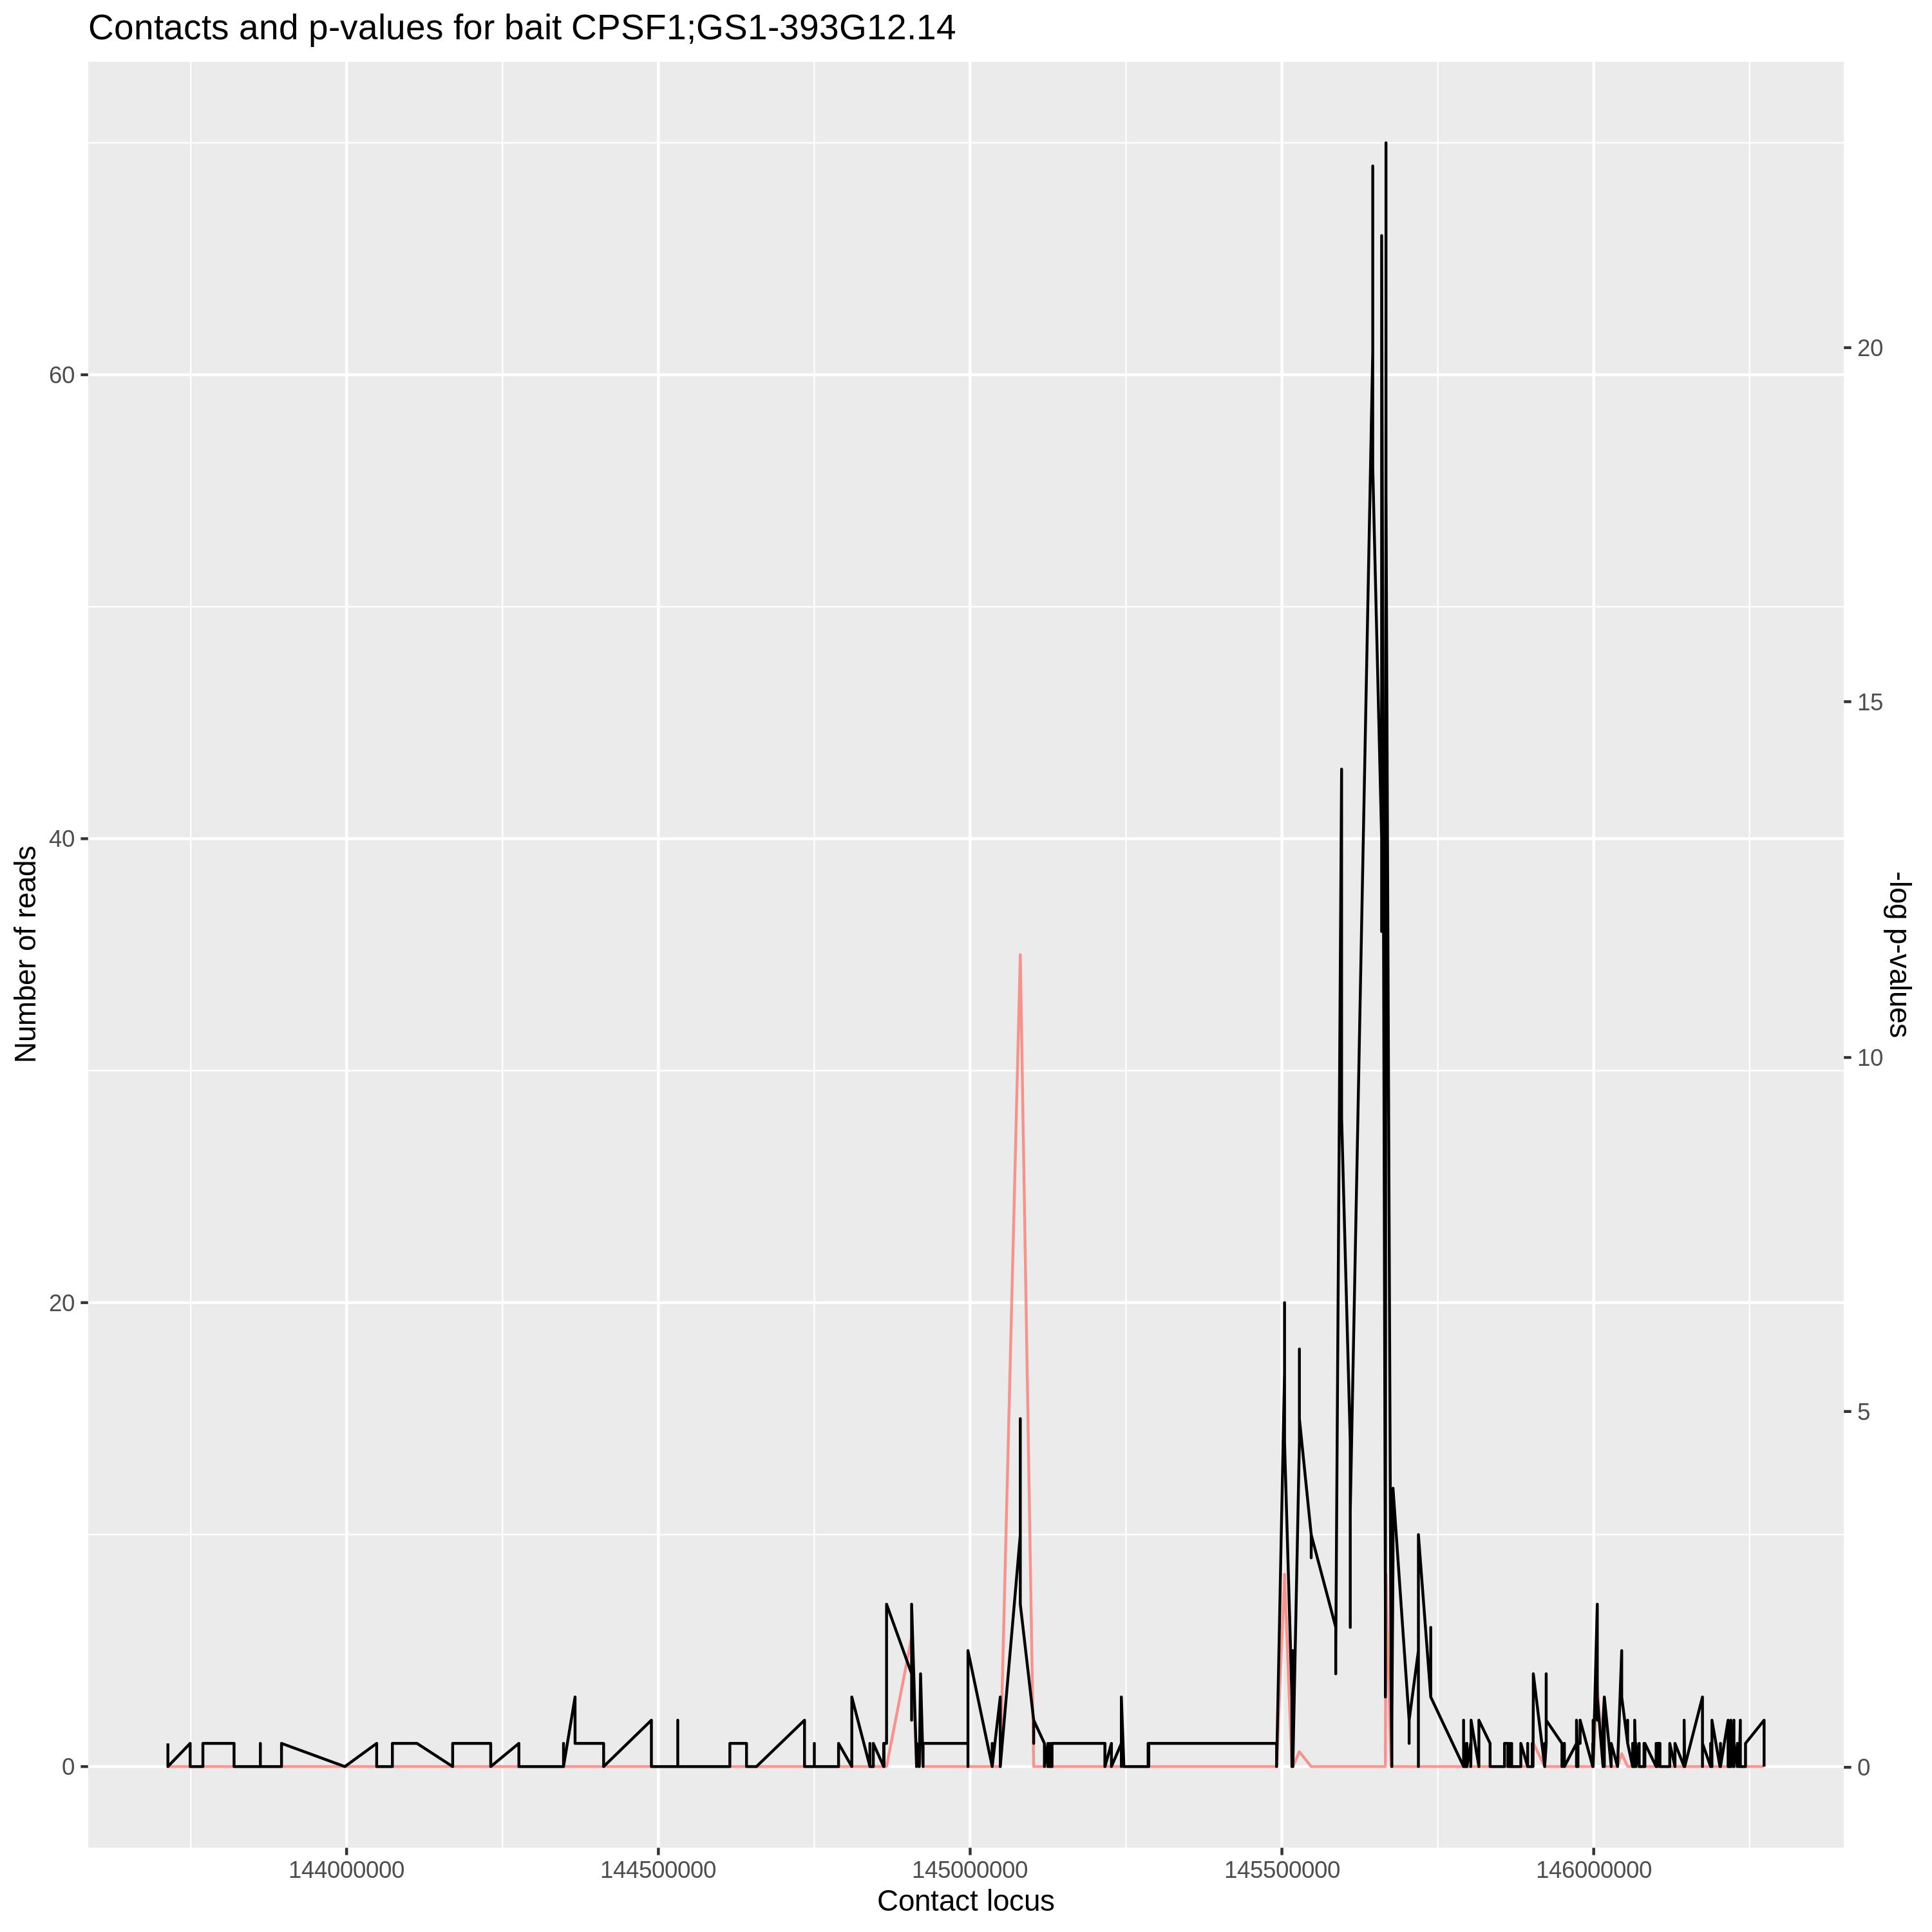 Contacts and p-values for bait CPSF1;GS1-393G12.14
60
40
20
0
Number of reads
20
15
10
5
0
-log p-values
144000000 144500000 145000000 145500000 146000000
Contact locus